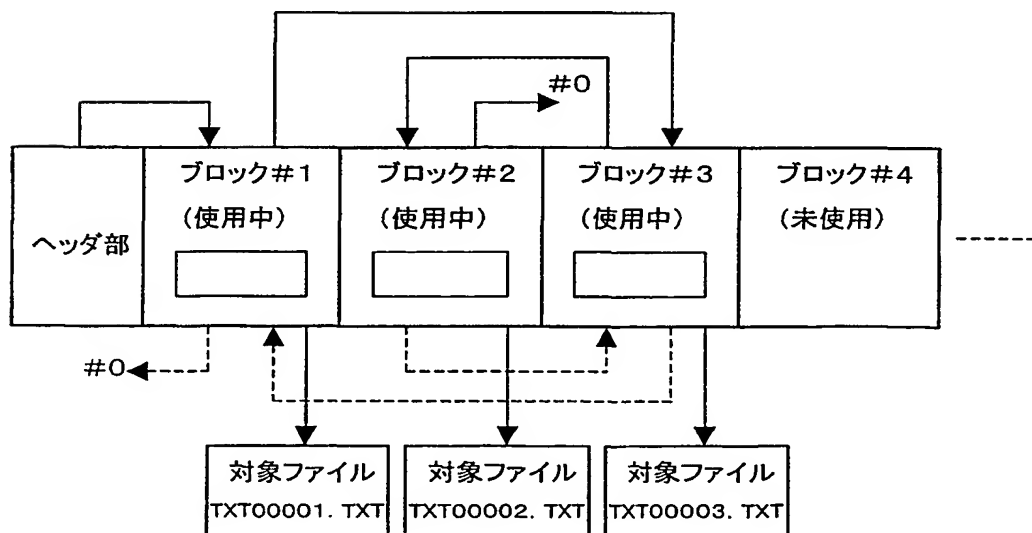 #0
ブロック#1
(使用中)
ブロック#2
(使用中)
ブロック#3
(使用中)
ブロック#4
(未使用)
ヘッダ部
#0
対象ファイル
TXT00001. TXT
対象ファイル
TXT00002. TXT
対象ファイル
TXT00003. TXT